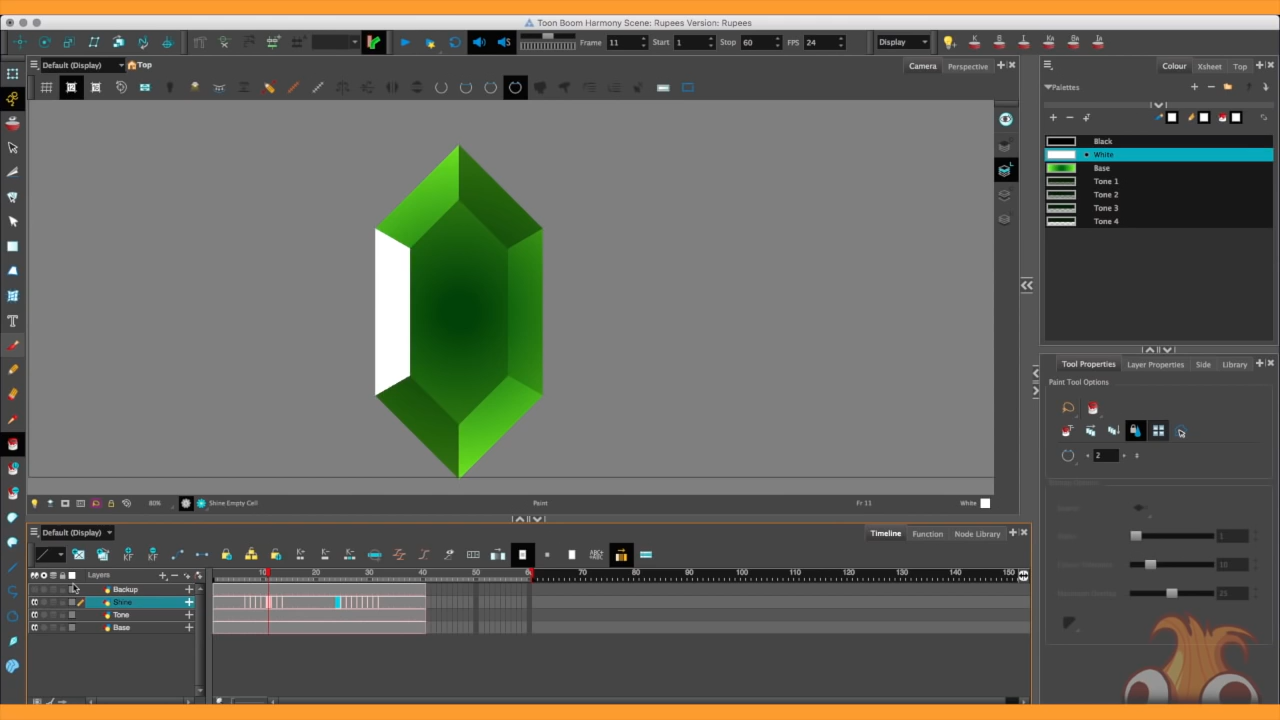 Toon Boom Harmony Scene: Rupees Version: Rupees
Frame 11 Start 1 Stop 60 FPS 24 Display
Default (Display) Top Camera Perspective
Colour Xsheet Top
Palettes
Black
White
Base
Tone 1
Tone 2
Tone 3
Tone 4
Tool Properties Layer Properties Side Library
Paint Tool Options
2
1
10
25
80% Shine Empty Cell Paint Fr 11 White
Default (Display) Timeline Function Node Library
Layers 10 20 30 40 50 60 70 80 90 100 110 120 130 140 150
Backup
Shine
Tone
Base